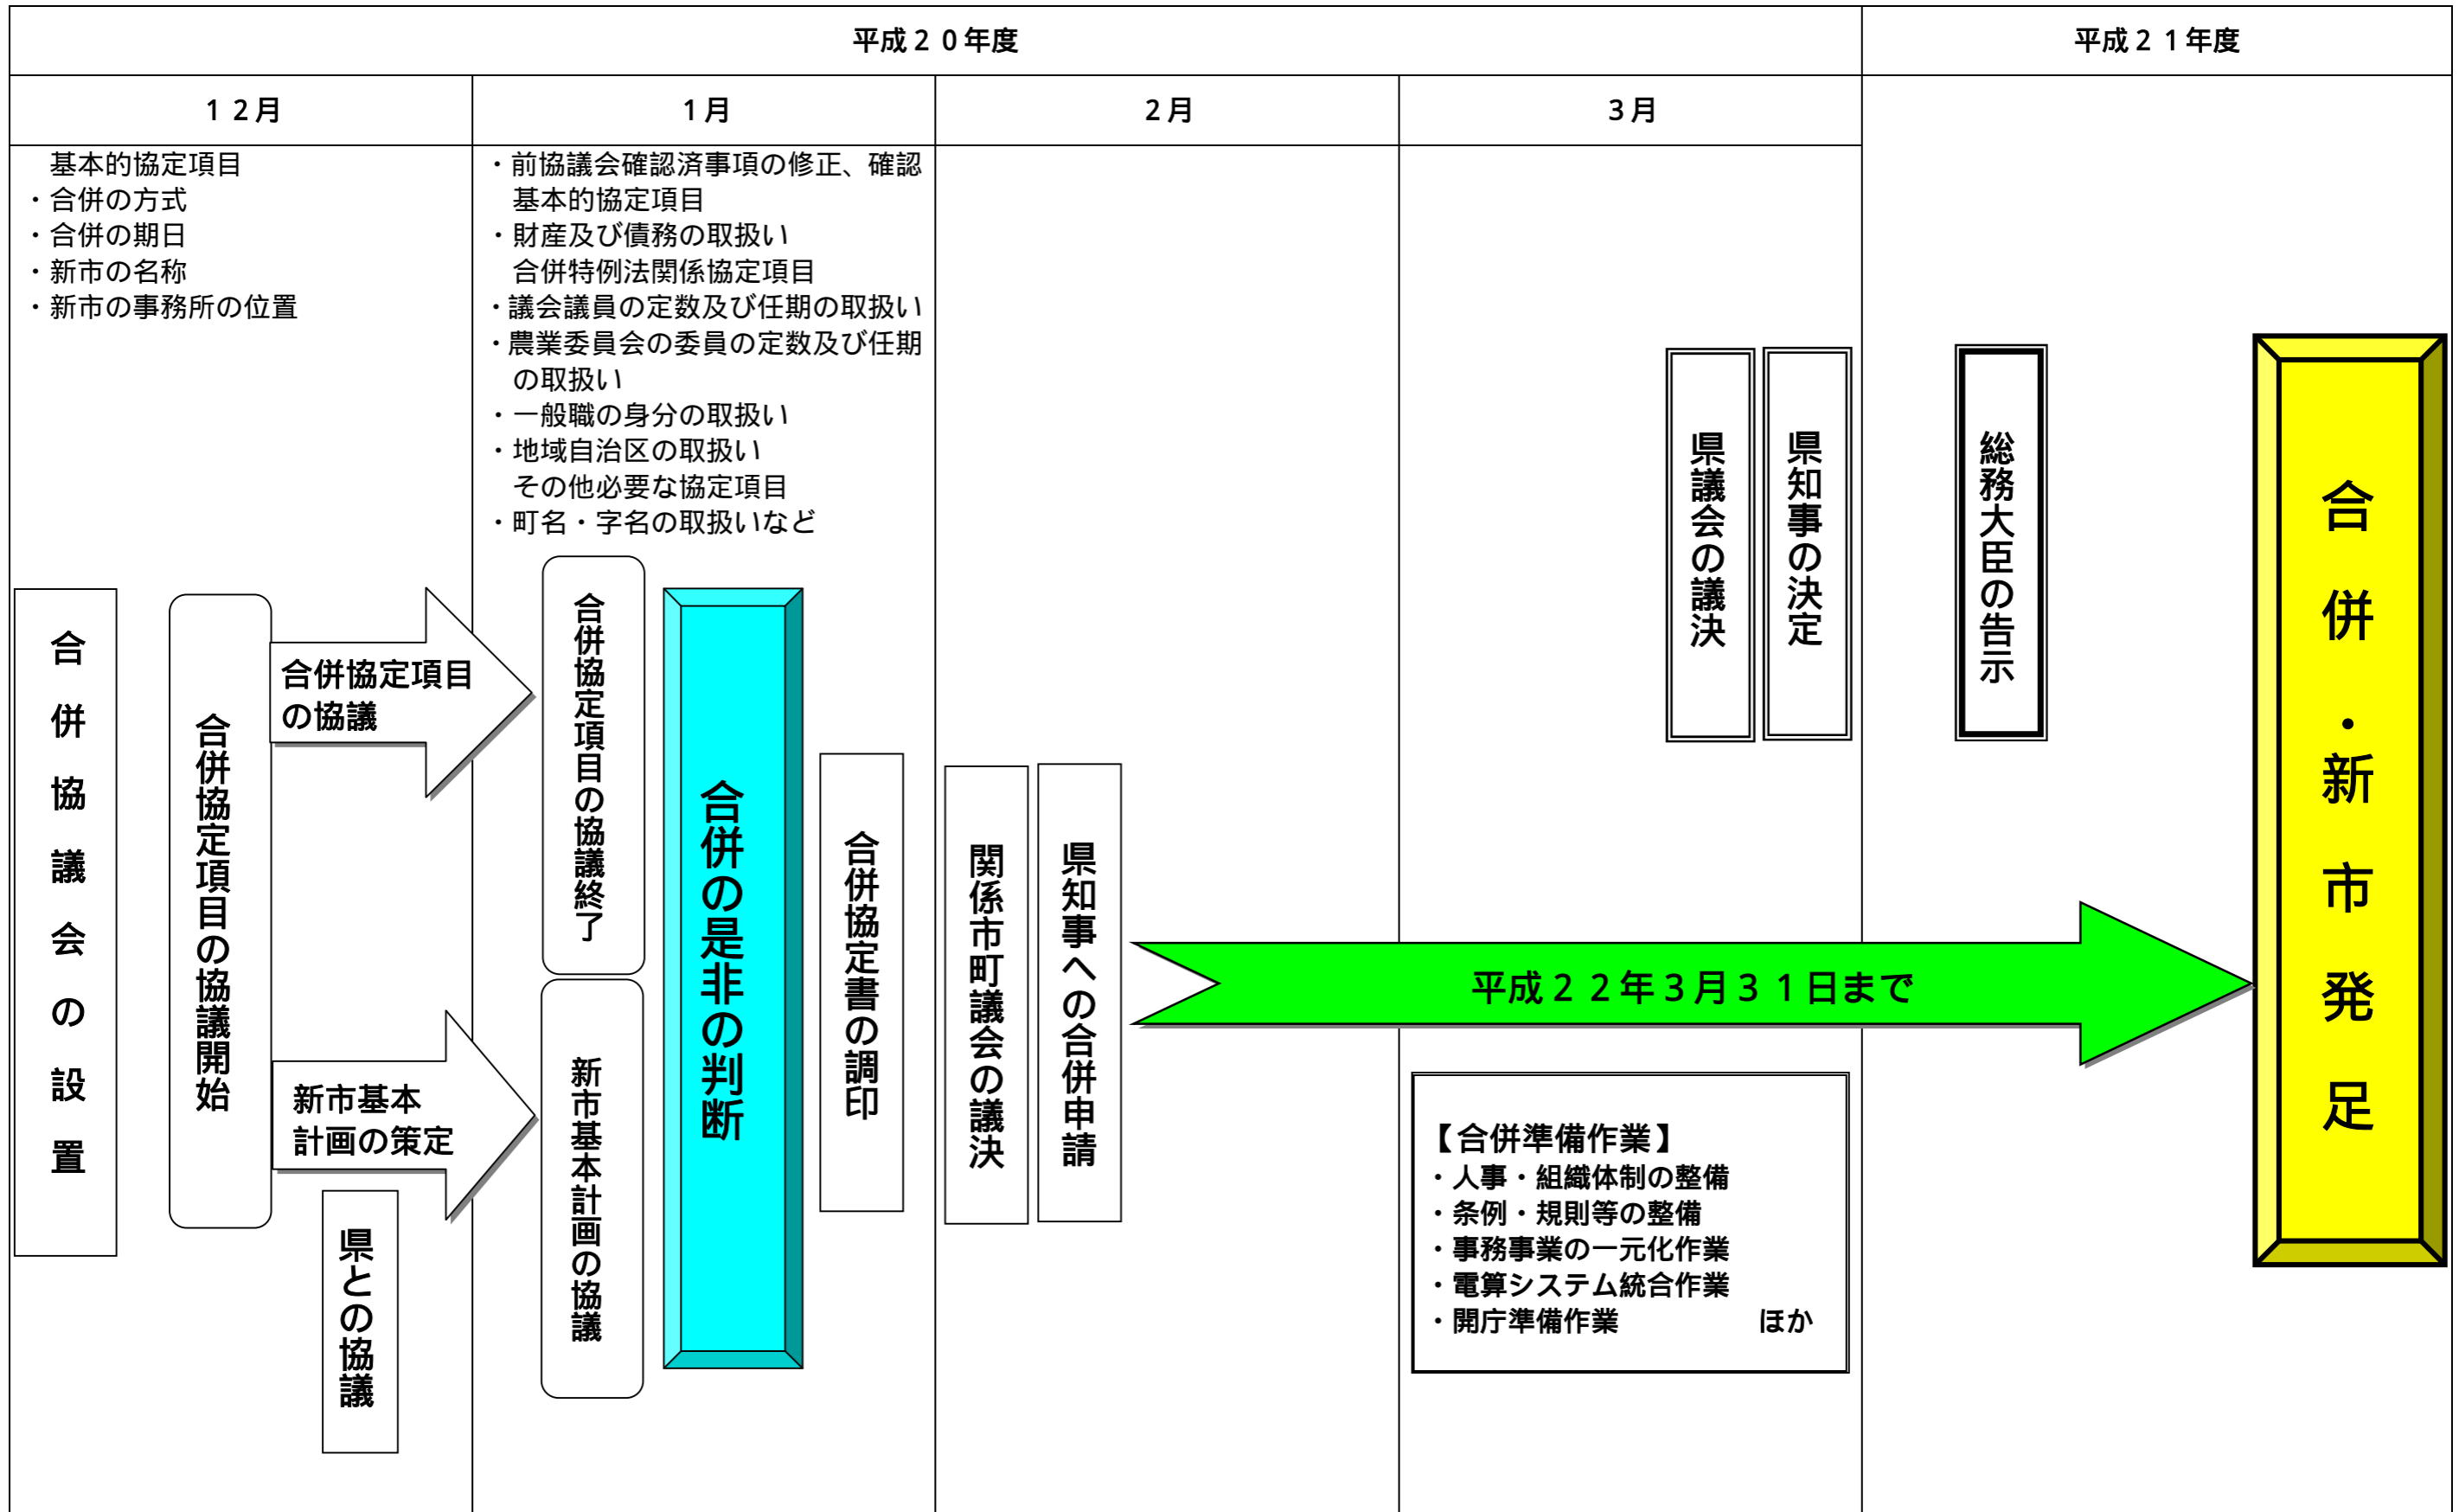 平成２０年度
平成２１年度
１２月
１月
２月
３月
基本的協定項目
・合併の方式
・合併の期日
・新市の名称
・新市の事務所の位置
・前協議会確認済事項の修正、確認
基本的協定項目
・財産及び債務の取扱い
合併特例法関係協定項目
・議会議員の定数及び任期の取扱い
・農業委員会の委員の定数及び任期
の取扱い
・一般職の身分の取扱い
・地域自治区の取扱い
その他必要な協定項目
・町名・字名の取扱いなど
合併協議会の設置
合併協定項目の協議開始
合併協定項目
の協議
新市基本
計画の策定
県との協議
合併協定項目の協議終了
新市基本計画の協議
合併の是非の判断
合併協定書の調印
関係市町議会の議決
県知事への合併申請
県議会の議決
県知事の決定
総務大臣の告示
平成２２年３月３１日まで
【合併準備作業】
・人事・組織体制の整備
・条例・規則等の整備
・事務事業の一元化作業
・電算システム統合作業
・開庁準備作業　　　　　ほか
合併・新市発足